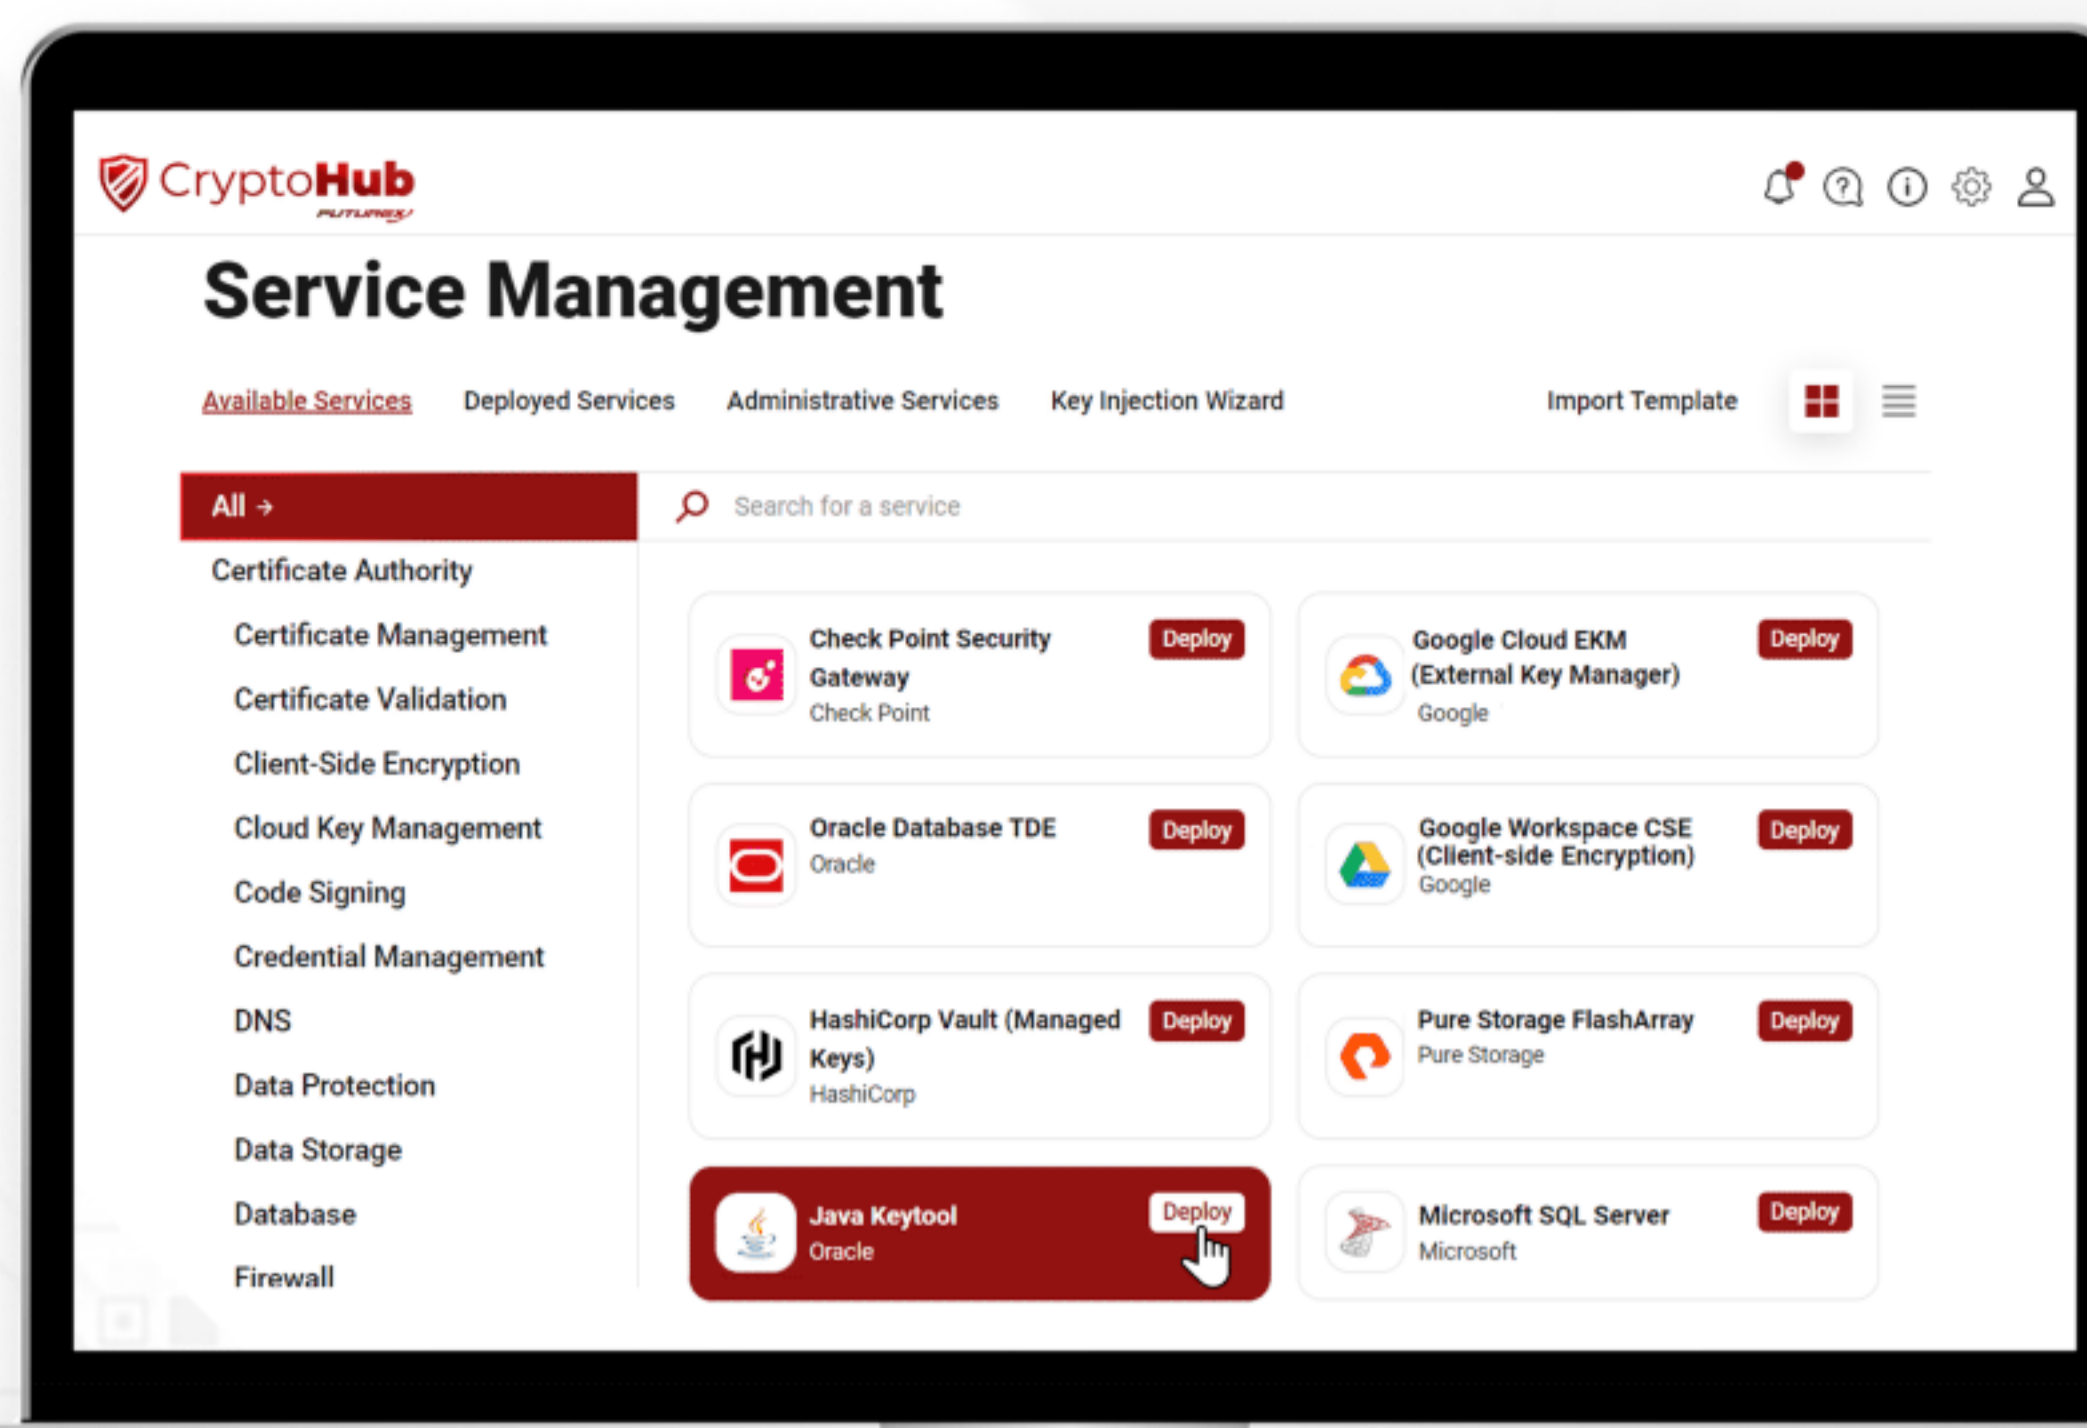 CryptoHub
FUTUREX
Service Management
Available Services Deployed Services Administrative Services Key Injection Wizard Import Template
All →
Search for a service
Certificate Authority
Certificate Management
Certificate Validation
Client-Side Encryption
Cloud Key Management
Code Signing
Credential Management
DNS
Data Protection
Data Storage
Database
Firewall
Check Point Security
Gateway
Check Point
Deploy
Google Cloud EKM
(External Key Manager)
Google
Deploy
Oracle Database TDE
Oracle
Deploy
Google Workspace CSE
(Client-side Encryption)
Google
Deploy
HashiCorp Vault (Managed
Keys)
HashiCorp
Deploy
Pure Storage FlashArray
Pure Storage
Deploy
Java Keytool
Oracle
Deploy
Microsoft SQL Server
Microsoft
Deploy